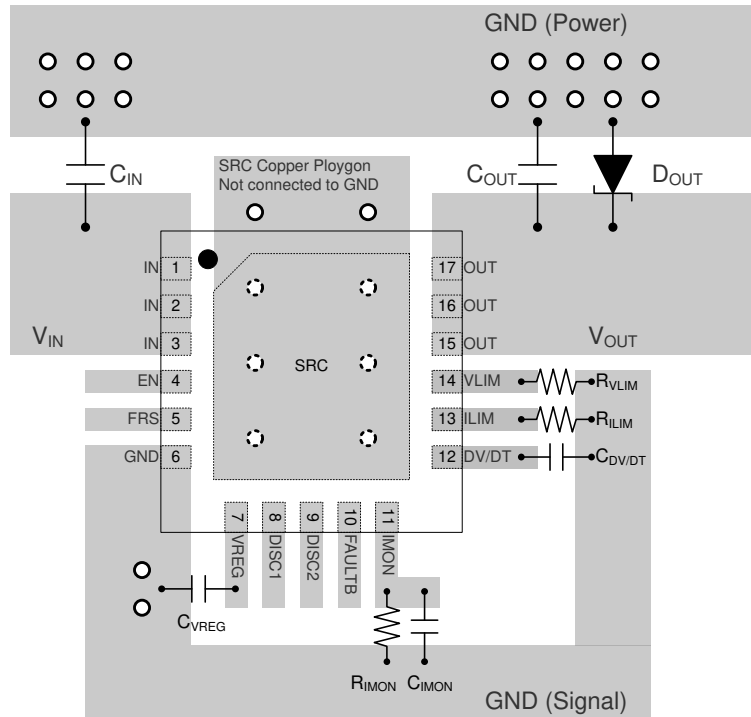 GND (Power)
C_IN
SRC Copper Ploygon
Not connected to GND
C_OUT
D_OUT
IN 1
17 OUT
IN 2
16 OUT
V_IN
IN 3
15 OUT
V_OUT
SRC
EN 4
14 VLIM
R_VLIM
FRS 5
13 ILIM
R_ILIM
GND 6
12 DV/DT
C_DV/DT
7 VREG
8 DISC1
9 DISC2
10 FAULTB
11 IMON
C_VREG
R_IMON
C_IMON
GND (Signal)